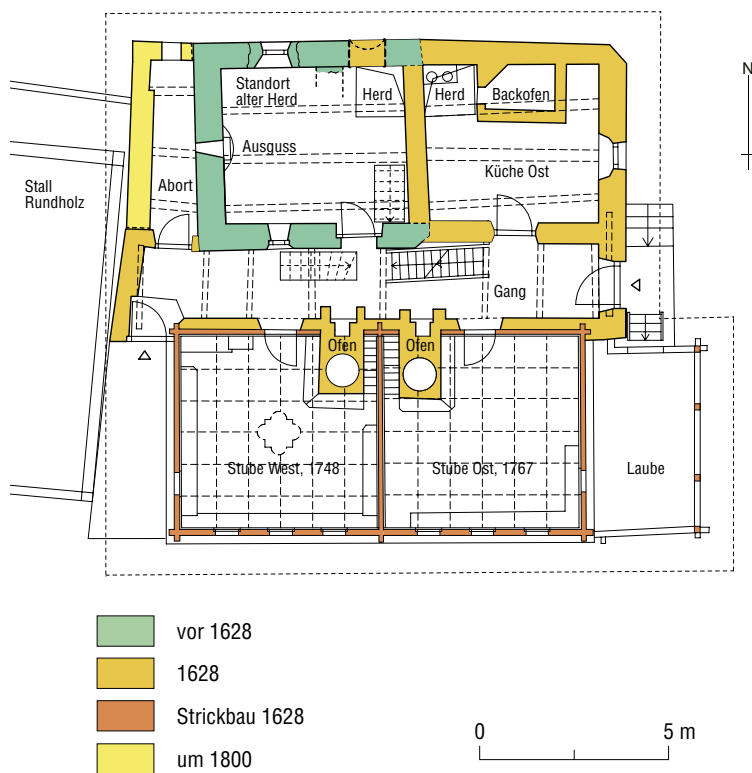 N
Standort
alter Herd
Herd
Herd
Backofen
Ausguss
Küche Ost
Stall
Rundholz
Abort
Gang
Ofen
Ofen
Stube West, 1748
Stube Ost, 1767
Laube
vor 1628
1628
Strickbau 1628
um 1800
0
5 m